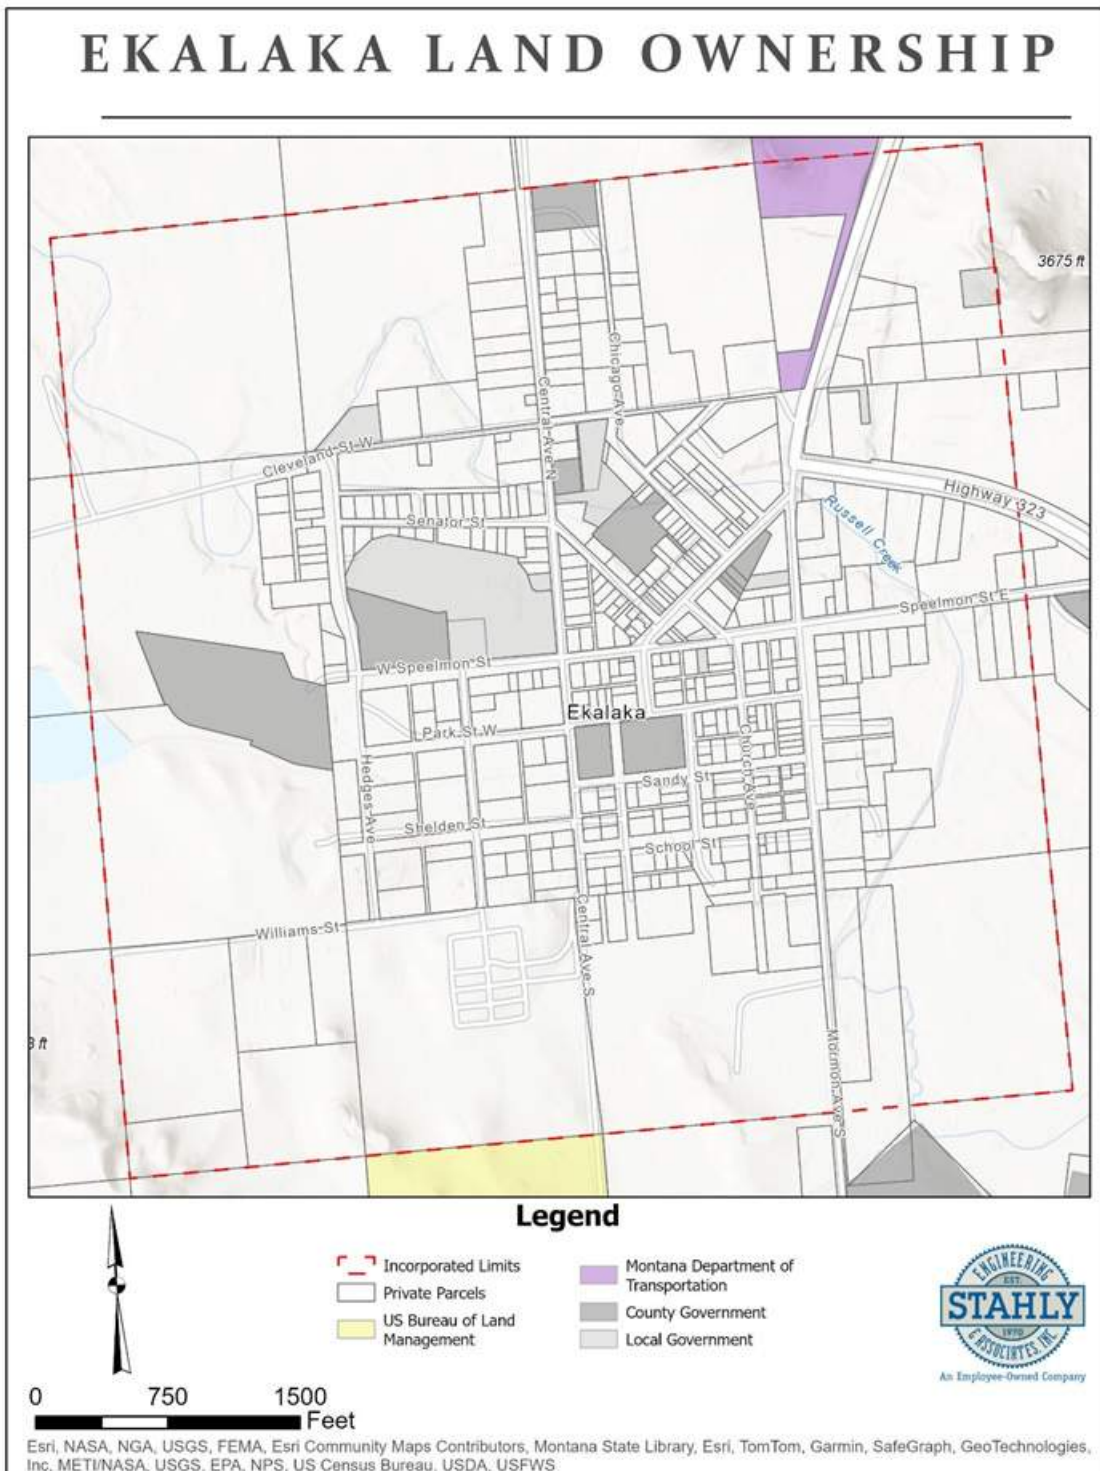 EKALAKA LAND OWNERSHIP
3675 ft
Chicago Ave
Central Ave N
Cleveland St W
Highway 323
Russell Creek
Senator St
Speelmon St E
W Speelmon St
Ekalaka
Park St W
Church Ave
Hedges Ave
Sandy St
Shelden St
School St
Williams St
Central Ave S
Mormon Ave S
8 ft
Legend
Incorporated Limits
Private Parcels
US Bureau of Land
Management
Montana Department of
Transportation
County Government
Local Government
ENGINEERING
EST.
STAHLY
1970
& ASSOCIATES, INC.
An Employee-Owned Company
0 750 1500
Feet
Esri, NASA, NGA, USGS, FEMA, Esri Community Maps Contributors, Montana State Library, Esri, TomTom, Garmin, SafeGraph, GeoTechnologies,
Inc, METI/NASA, USGS, EPA, NPS, US Census Bureau, USDA, USFWS